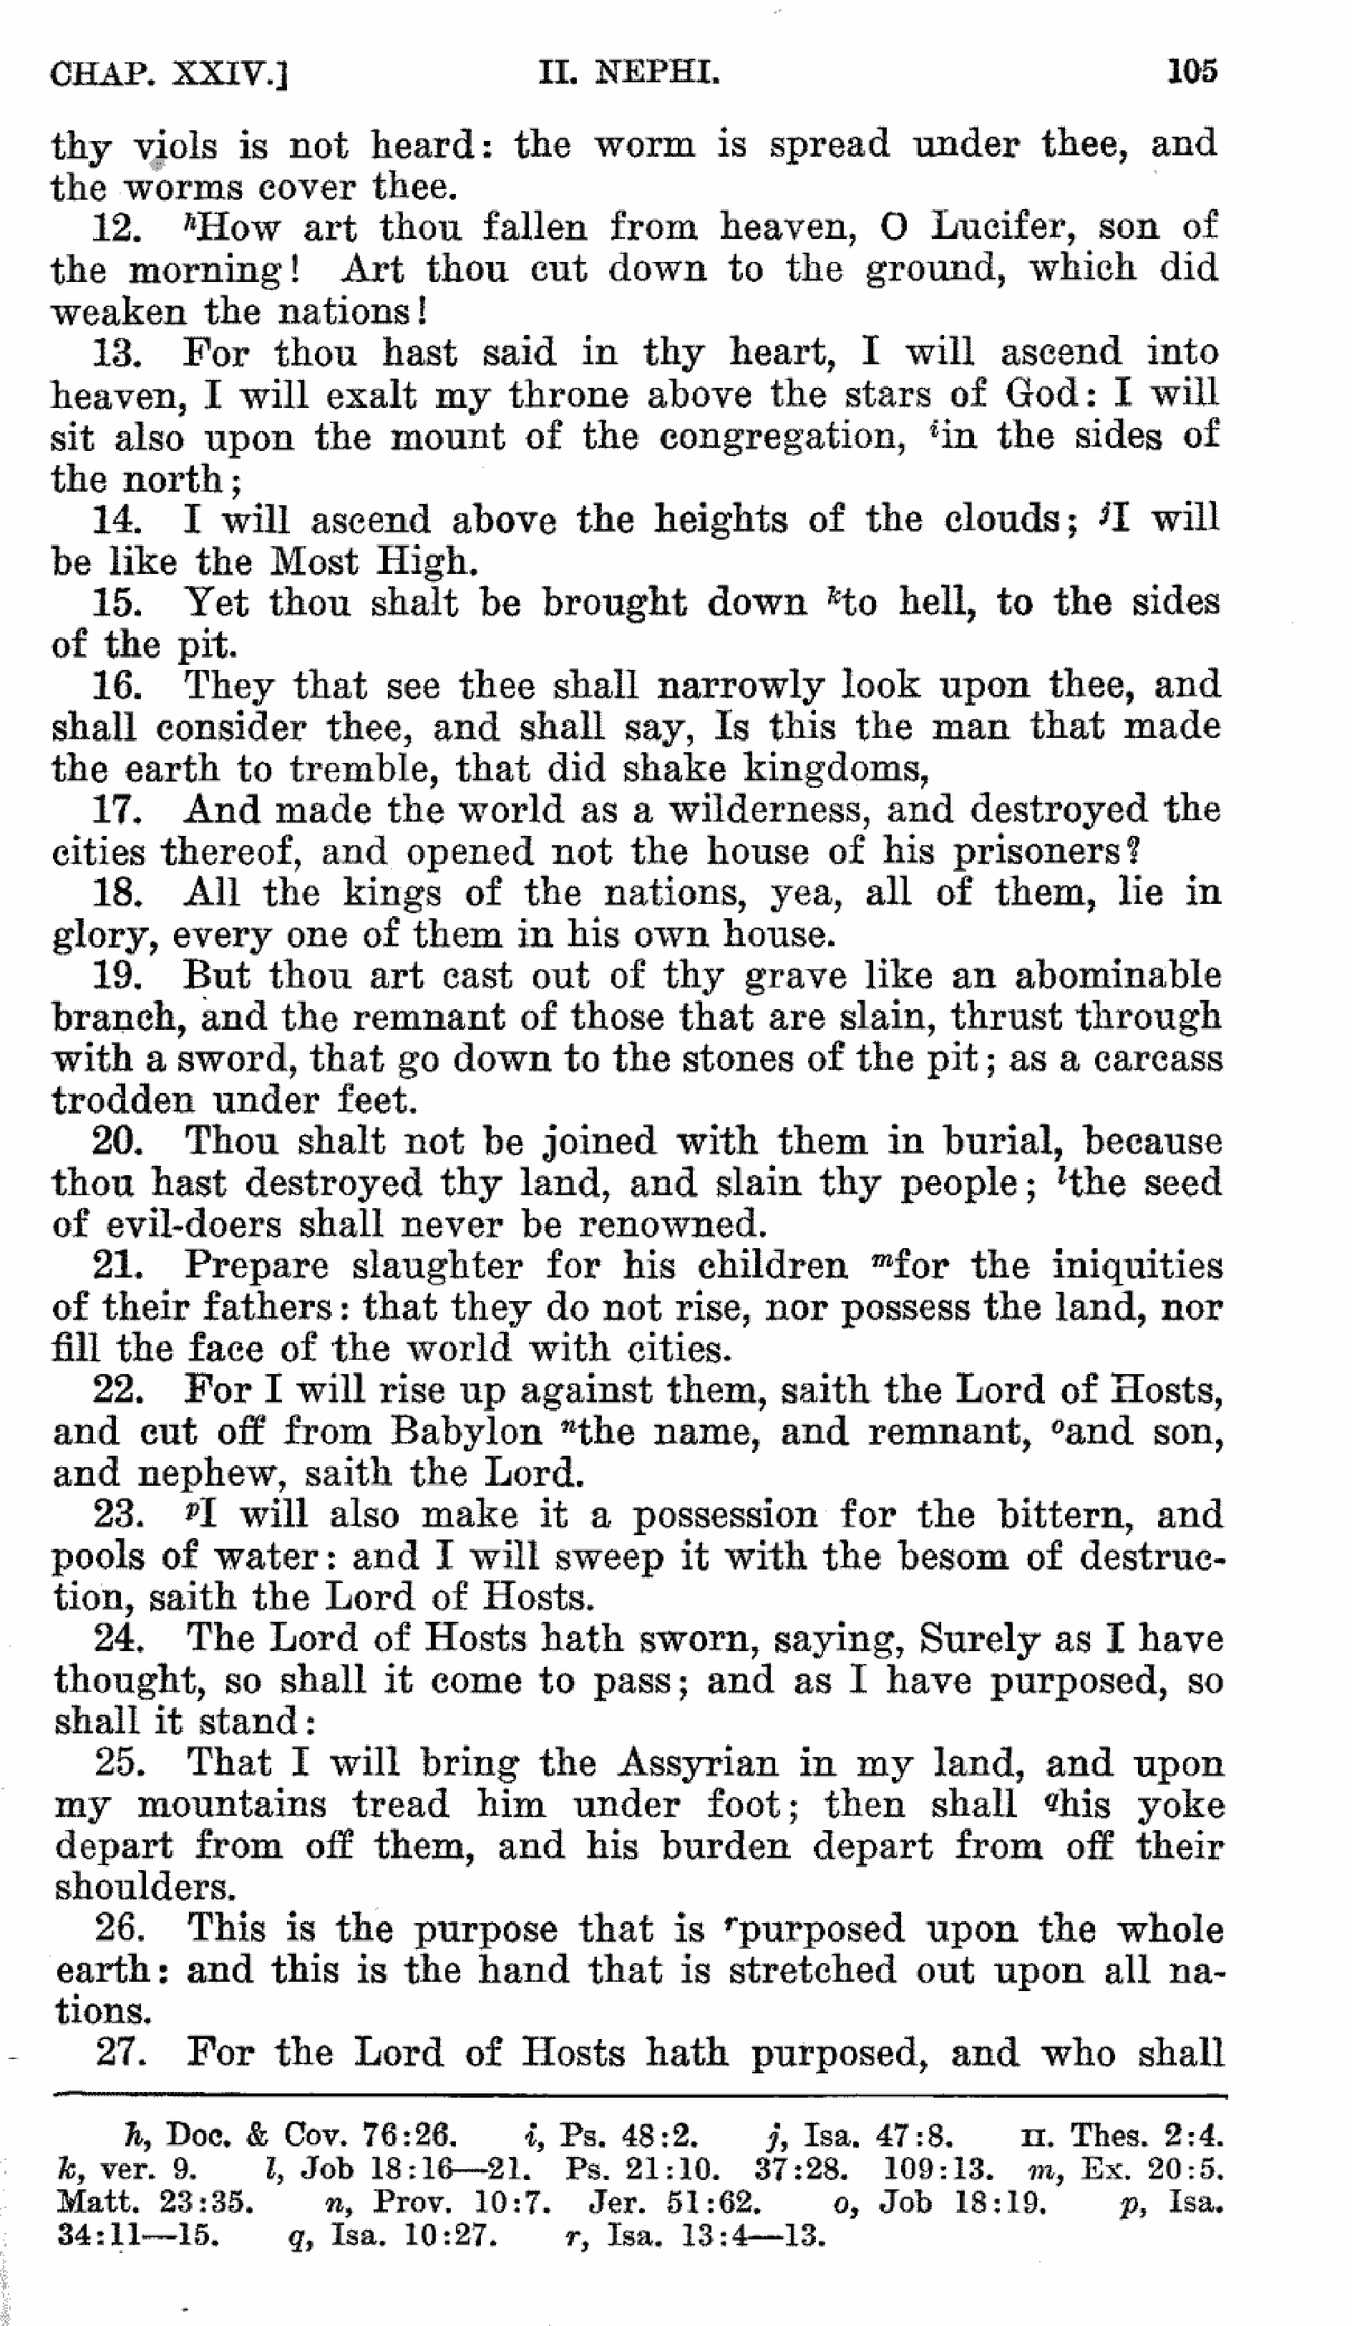 CHAP. XXIV.] II. NEPHI. 105
thy viols is not heard: the worm is spread under thee, and
the worms cover thee.
12. hHow art thou fallen from heaven, O Lucifer, son of
the morning! Art thou cut down to the ground, which did
weaken the nations!
13. For thou hast said in thy heart, I will ascend into
heaven, I will exalt my throne above the stars of God: I will
sit also upon the mount of the congregation, iin the sides of
the north;
14. I will ascend above the heights of the clouds; jI will
be like the Most High.
15. Yet thou shalt be brought down kto hell, to the sides
of the pit.
16. They that see thee shall narrowly look upon thee, and
shall consider thee, and shall say, Is this the man that made
the earth to tremble, that did shake kingdoms,
17. And made the world as a wilderness, and destroyed the
cities thereof, and opened not the house of his prisoners?
18. All the kings of the nations, yea, all of them, lie in
glory, every one of them in his own house.
19. But thou art cast out of thy grave like an abominable
branch, and the remnant of those that are slain, thrust through
with a sword, that go down to the stones of the pit; as a carcass
trodden under feet.
20. Thou shalt not be joined with them in burial, because
thou hast destroyed thy land, and slain thy people; lthe seed
of evil-doers shall never be renowned.
21. Prepare slaughter for his children mfor the iniquities
of their fathers: that they do not rise, nor possess the land, nor
fill the face of the world with cities.
22. For I will rise up against them, saith the Lord of Hosts,
and cut off from Babylon nthe name, and remnant, oand son,
and nephew, saith the Lord.
23. pI will also make it a possession for the bittern, and
pools of water: and I will sweep it with the besom of destruc-
tion, saith the Lord of Hosts.
24. The Lord of Hosts hath sworn, saying, Surely as I have
thought, so shall it come to pass; and as I have purposed, so
shall it stand:
25. That I will bring the Assyrian in my land, and upon
my mountains tread him under foot; then shall qhis yoke
depart from off them, and his burden depart from off their
shoulders.
26. This is the purpose that is rpurposed upon the whole
earth: and this is the hand that is stretched out upon all na-
tions.
27. For the Lord of Hosts hath purposed, and who shall
h, Doc. & Cov. 76:26. i, Ps. 48:2. j, Isa. 47:8. II. Thes. 2:4.
k, ver. 9. l, Job 18:16—21. Ps. 21:10. 37:28. 109:13. m, Ex. 20:5.
Matt. 23:35. n, Prov. 10:7. Jer. 51:62. o, Job 18:19. p, Isa.
34:11—15. q, Isa. 10:27. r, Isa. 13:4—13.